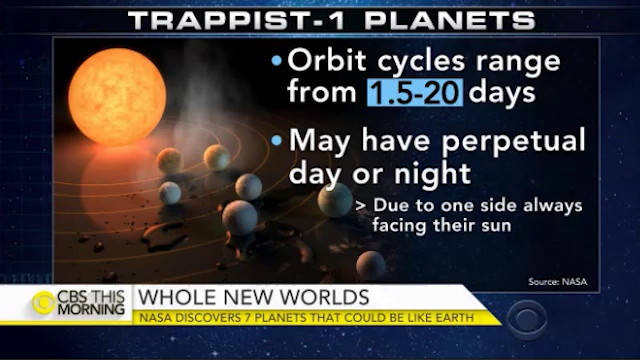 TRAPPIST-1 PLANETS
• Orbit cycles range
from 1.5-20 days
• May have perpetual
day or night
> Due to one side always
facing their sun
Source: NASA
CBS THIS
MORNING
WHOLE NEW WORLDS
NASA DISCOVERS 7 PLANETS THAT COULD BE LIKE EARTH